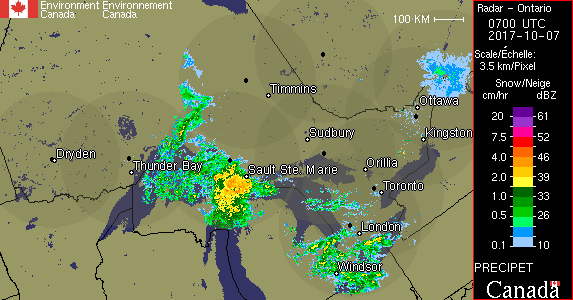 Environment Environnement
Canada Canada
100 KM
Timmins
Ottawa
Sudbury
Kingston
Dryden
Thunder Bay
Sault Ste. Marie
Orillia
Toronto
London
Windsor
Radar - Ontario
0700 UTC
2017-10-07
Scale/Échelle:
3.5 km/Pixel
Snow/Neige
cm/hr dBZ
20 61
7.5 52
4.0 46
2.0 39
1.0 33
0.5 26
0.1 10
PRECIPET
Canada